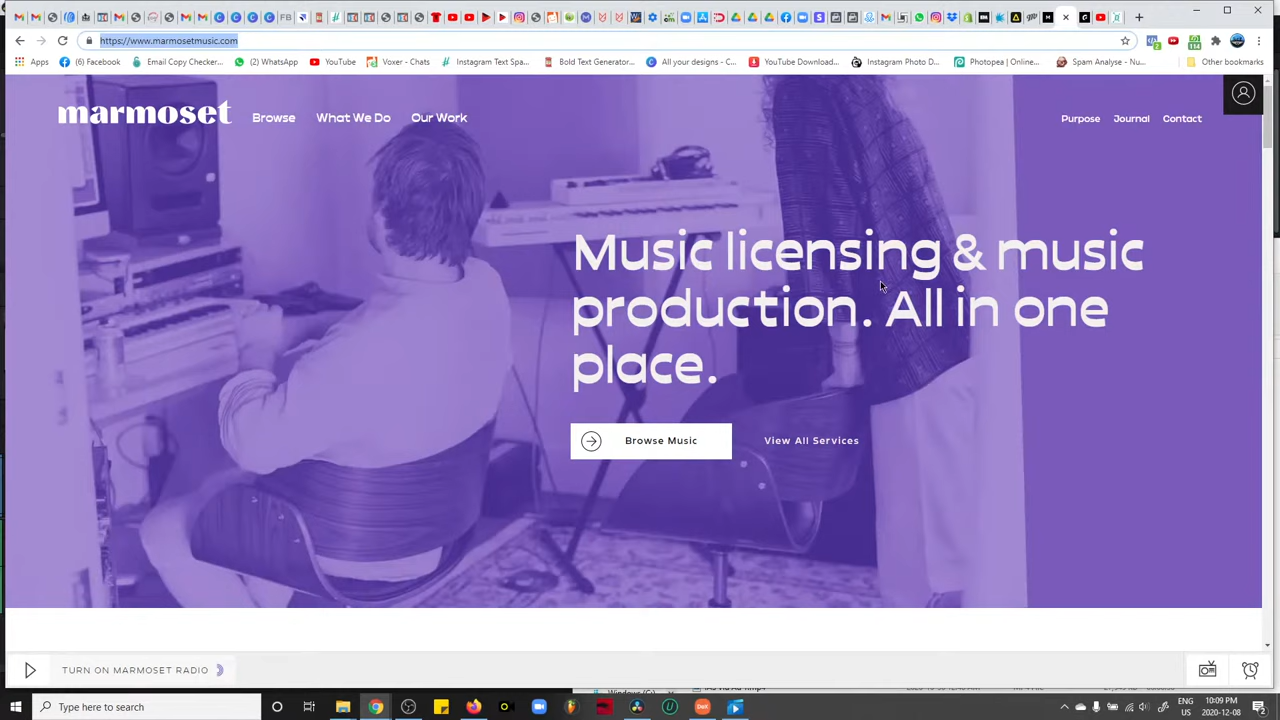 https://www.marmosetmusic.com
Apps
(6) Facebook
Email Copy Checker...
(2) WhatsApp
YouTube
Voxer - Chats
Instagram Text Spa...
Bold Text Generator...
All your designs - C...
YouTube Download...
Instagram Photo D...
Photopea | Online...
Spam Analyse - Nu...
Other bookmarks
marmoset
Browse
What We Do
Our Work
Purpose
Journal
Contact
Music licensing & music
production. All in one
place.
Browse Music
View All Services
TURN ON MARMOSET RADIO
Type here to search
ENG
US
10:09 PM
2020-12-08